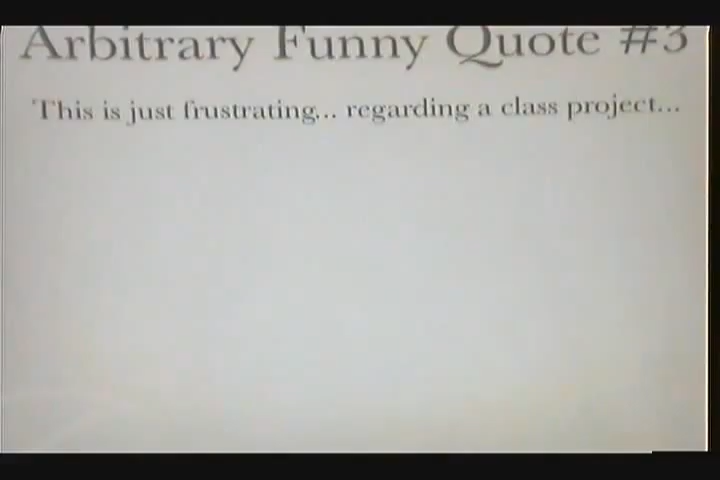 Arbitrary Funny Quote #3
This is just frustrating... regarding a class project...